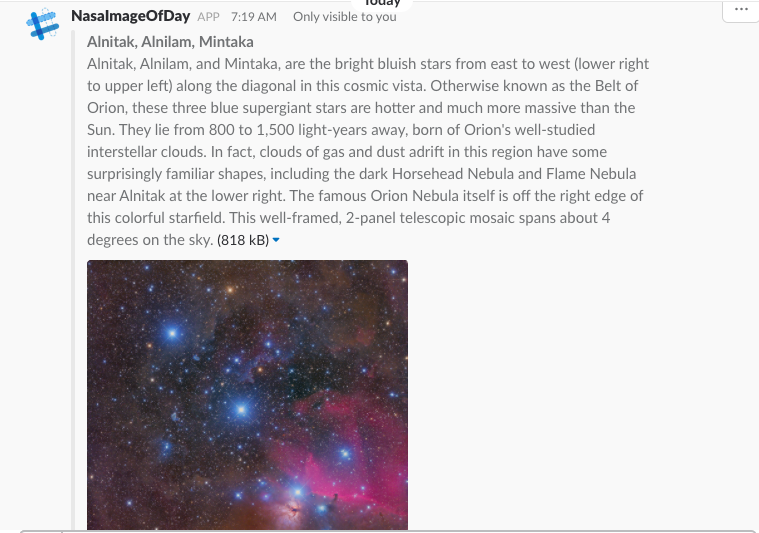 Today
NasaImageOfDay APP 7:19 AM Only visible to you
Alnitak, Alnilam, Mintaka
Alnitak, Alnilam, and Mintaka, are the bright bluish stars from east to west (lower right
to upper left) along the diagonal in this cosmic vista. Otherwise known as the Belt of
Orion, these three blue supergiant stars are hotter and much more massive than the
Sun. They lie from 800 to 1,500 light-years away, born of Orion's well-studied
interstellar clouds. In fact, clouds of gas and dust adrift in this region have some
surprisingly familiar shapes, including the dark Horsehead Nebula and Flame Nebula
near Alnitak at the lower right. The famous Orion Nebula itself is off the right edge of
this colorful starfield. This well-framed, 2-panel telescopic mosaic spans about 4
degrees on the sky. (818 kB)